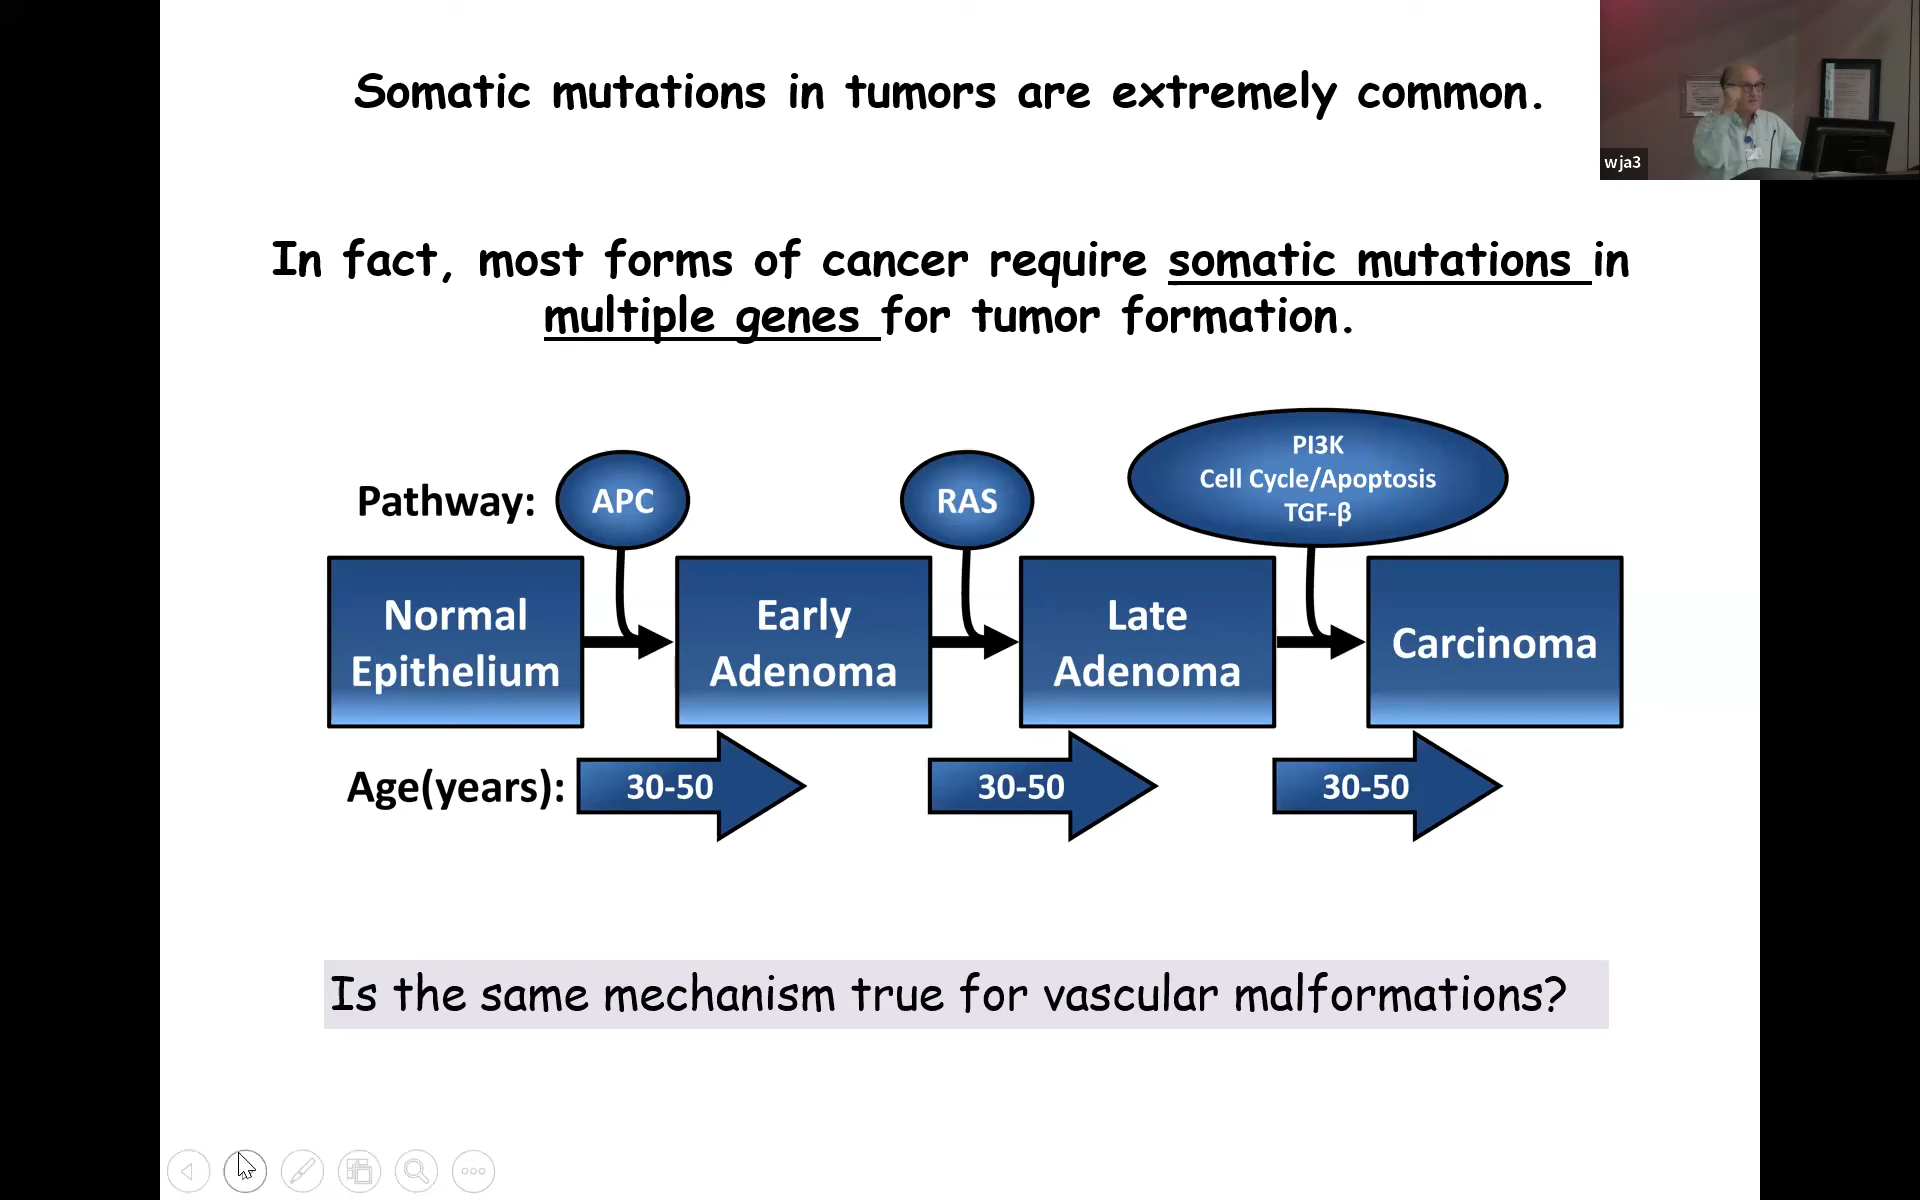 Somatic mutations in tumors are extremely common.
wja3
In fact, most forms of cancer require somatic mutations in
multiple genes for tumor formation.
PI3K
Cell Cycle/Apoptosis
TGF-β
Pathway:
APC
RAS
Normal
Epithelium
Early
Adenoma
Late
Adenoma
Carcinoma
Age(years):
30-50
30-50
30-50
Is the same mechanism true for vascular malformations?